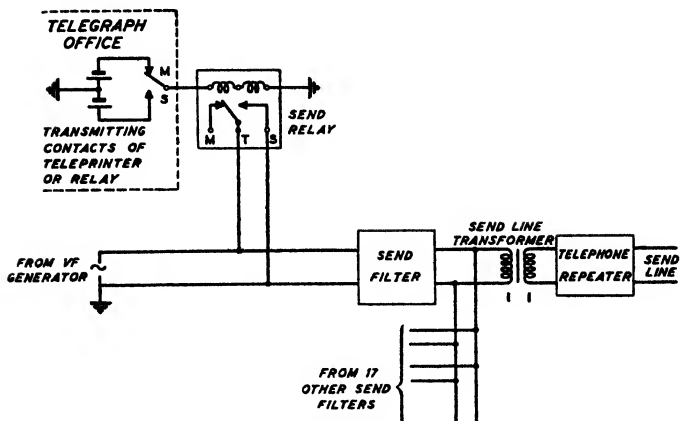 TELEGRAPH
OFFICE
M
S
TRANSMITTING
CONTACTS OF
TELEPRINTER
OR RELAY
M
T
S
SEND
RELAY
FROM VF
GENERATOR
SEND
FILTER
SEND LINE
TRANSFORMER
TELEPHONE
REPEATER
SEND
LINE
I I
FROM 17
OTHER SEND
FILTERS